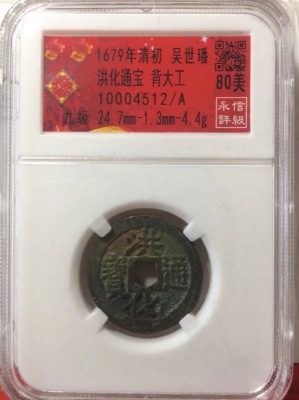 1679年清初 吴世璠
洪化通宝 背大工
80美
10004512/A
九级 24.7mm-1.3mm-4.4g
永信
評級
洪化通寳